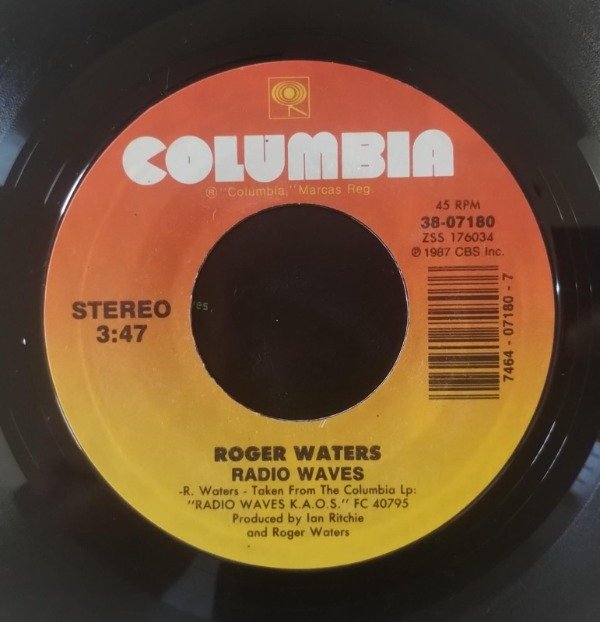 COLUMBIA
® "Columbia," Marcas Reg.
45 RPM
38-07180
ZSS 176034
℗ 1987 CBS Inc.
STEREO
3:47
es,
7464 - 07180 - 7
ROGER WATERS
RADIO WAVES
-R. Waters - Taken From The Columbia Lp:
"RADIO WAVES K.A.O.S." FC 40795
Produced by Ian Ritchie
and Roger Waters